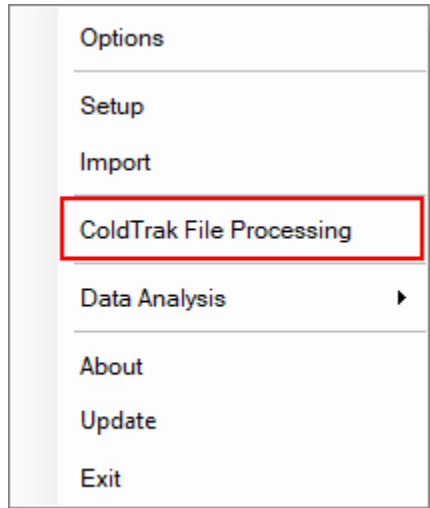 Options
Setup
Import
ColdTrak File Processing
Data Analysis
About
Update
Exit